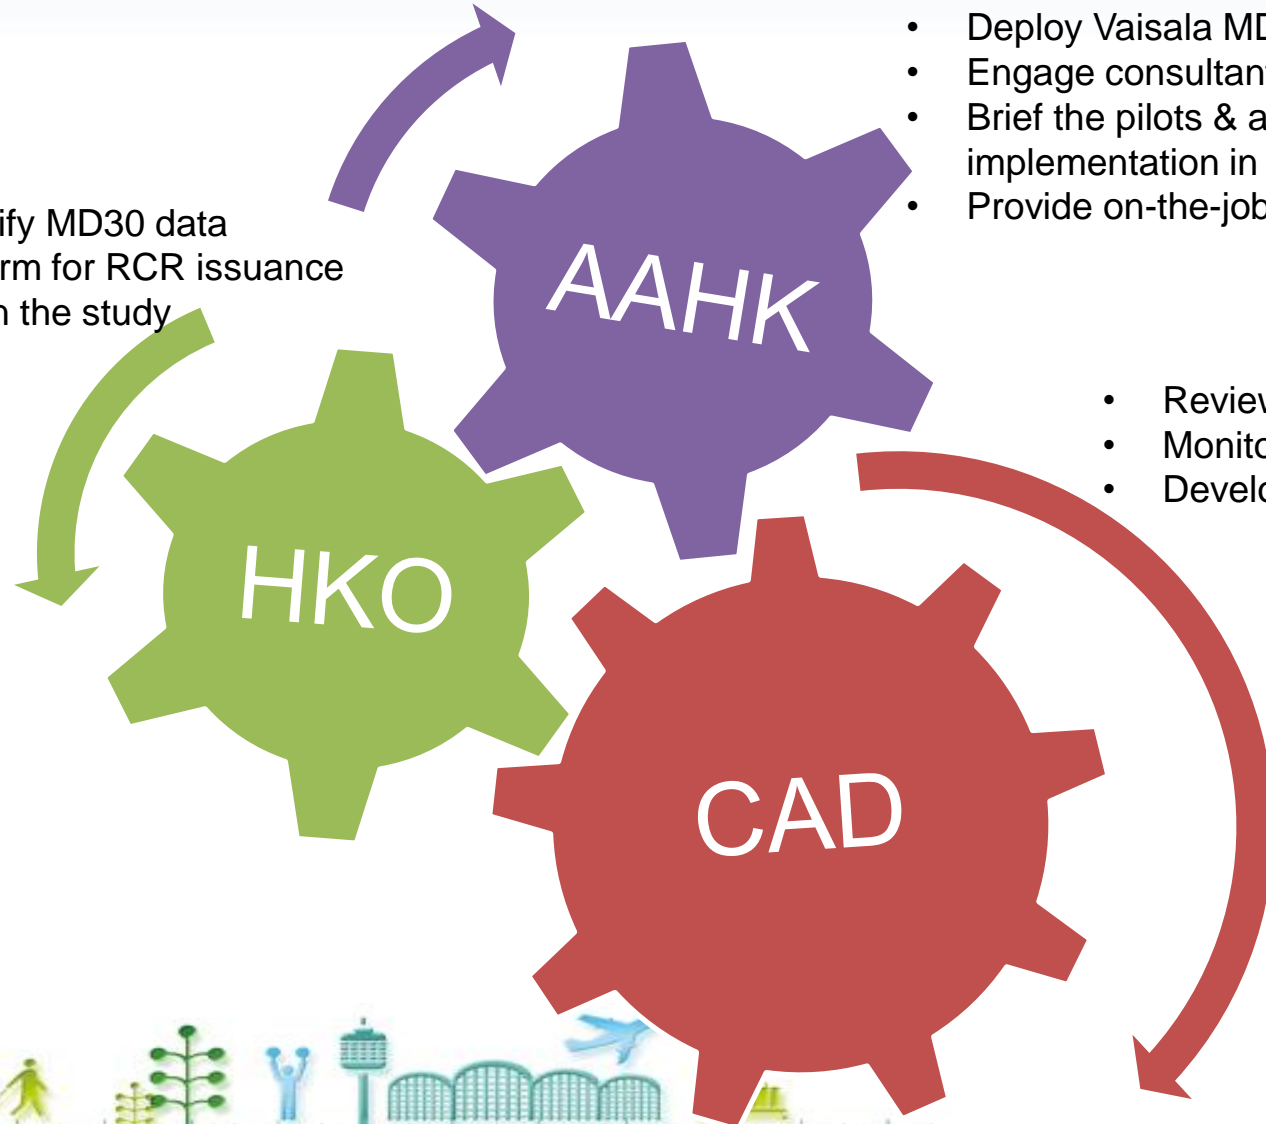 • Deploy Vaisala MD
• Engage consultan
• Brief the pilots & a
implementation in
• Provide on-the-job
ify MD30 data
rm for RCR issuance
n the study
AAHK
• Review
• Monito
• Develo
HKO
CAD